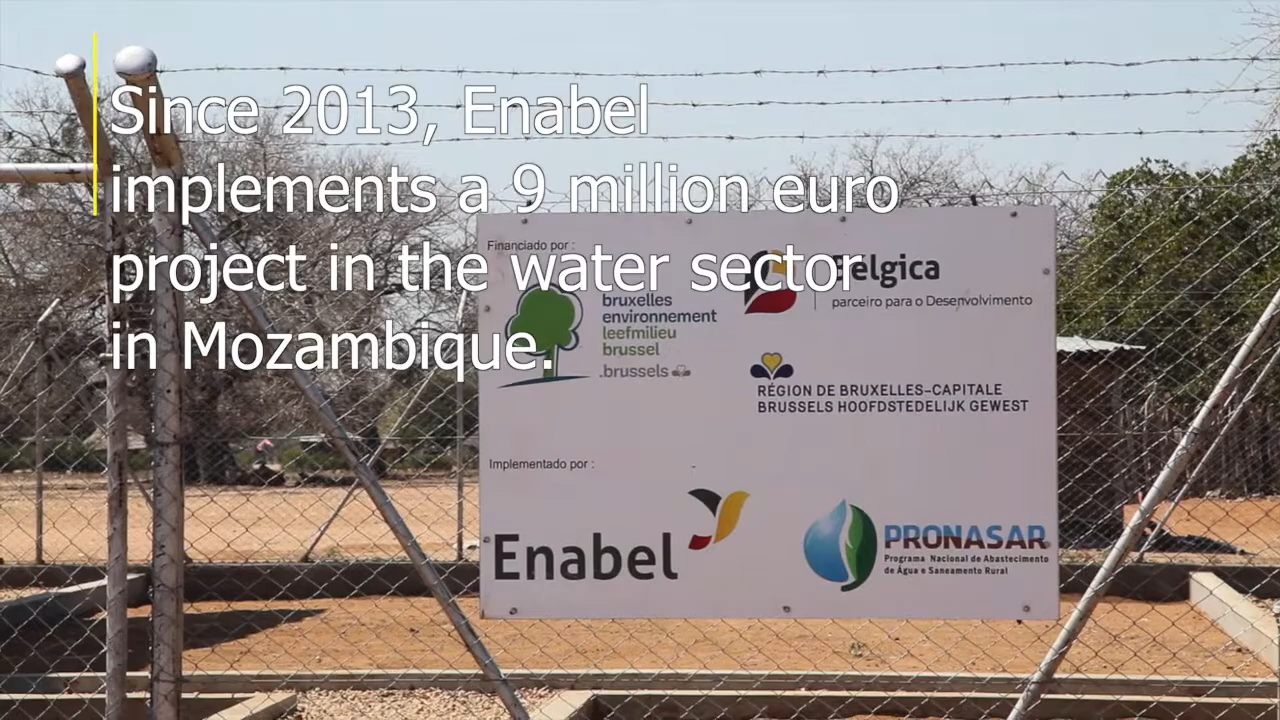 Since 2013, Enabel
implements a 9 million euro
project in the water sector
in Mozambique.
Financiado por :
bruxelles
environnement
leefmilieu
brussel
.brussels
Bélgica
parceiro para o Desenvolvimento
RÉGION DE BRUXELLES-CAPITALE
BRUSSELS HOOFDSTEDELIJK GEWEST
Implementado por :
Enabel
PRONASAR
Programa Nacional de Abastecimento
de Água e Saneamento Rural